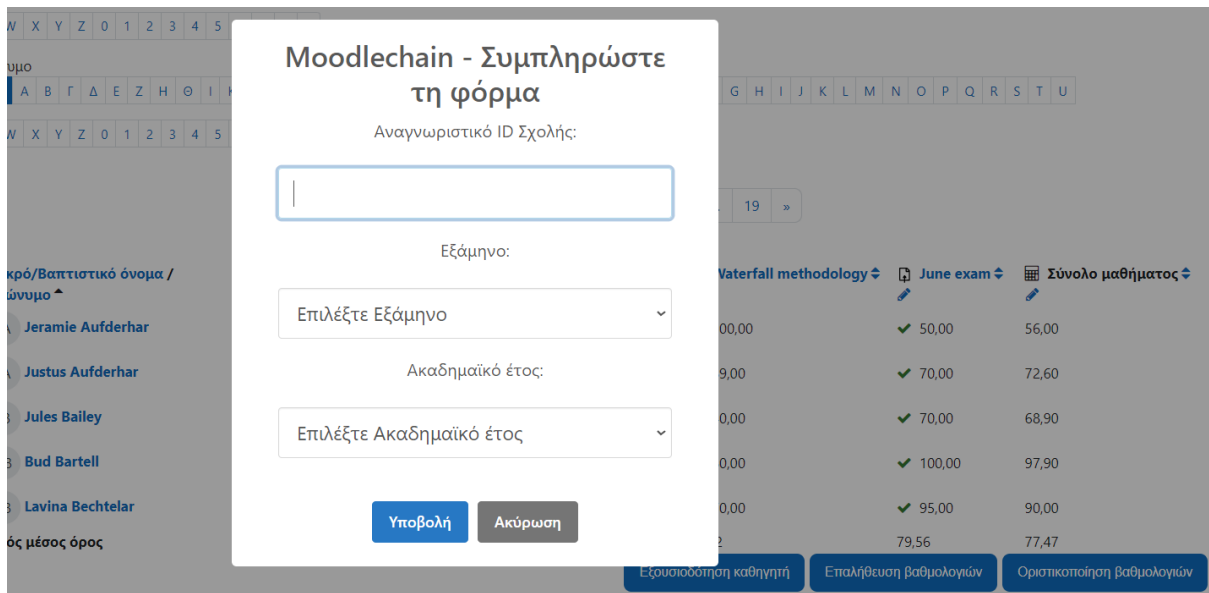 W X Y Z 0 1 2 3 4 5
Moodlechain - Συμπληρώστε
τη φόρμα
Α Β Γ Δ Ε Ζ Η Θ Ι
G H I J K L M N O P Q R S T U
Αναγνωριστικό ID Σχολής:
W X Y Z 0 1 2 3 4 5
19 »
Εξάμηνο:
Επιλέξτε Εξάμηνο
Ακαδημαϊκό έτος:
Επιλέξτε Ακαδημαϊκό έτος
Υποβολή Ακύρωση
κρό/Βαπτιστικό όνομα / Waterfall methodology June exam Σύνολο μαθήματος
ώνυμο
Jeramie Aufderhar 00,00 50,00 56,00
Justus Aufderhar 9,00 70,00 72,60
Jules Bailey 0,00 70,00 68,90
Bud Bartell 0,00 100,00 97,90
Lavina Bechtelar 0,00 95,00 90,00
ός μέσος όρος 79,56 77,47
Εξουσιοδότηση καθηγητή Επαλήθευση βαθμολογιών Οριστικοποίηση βαθμολογιών